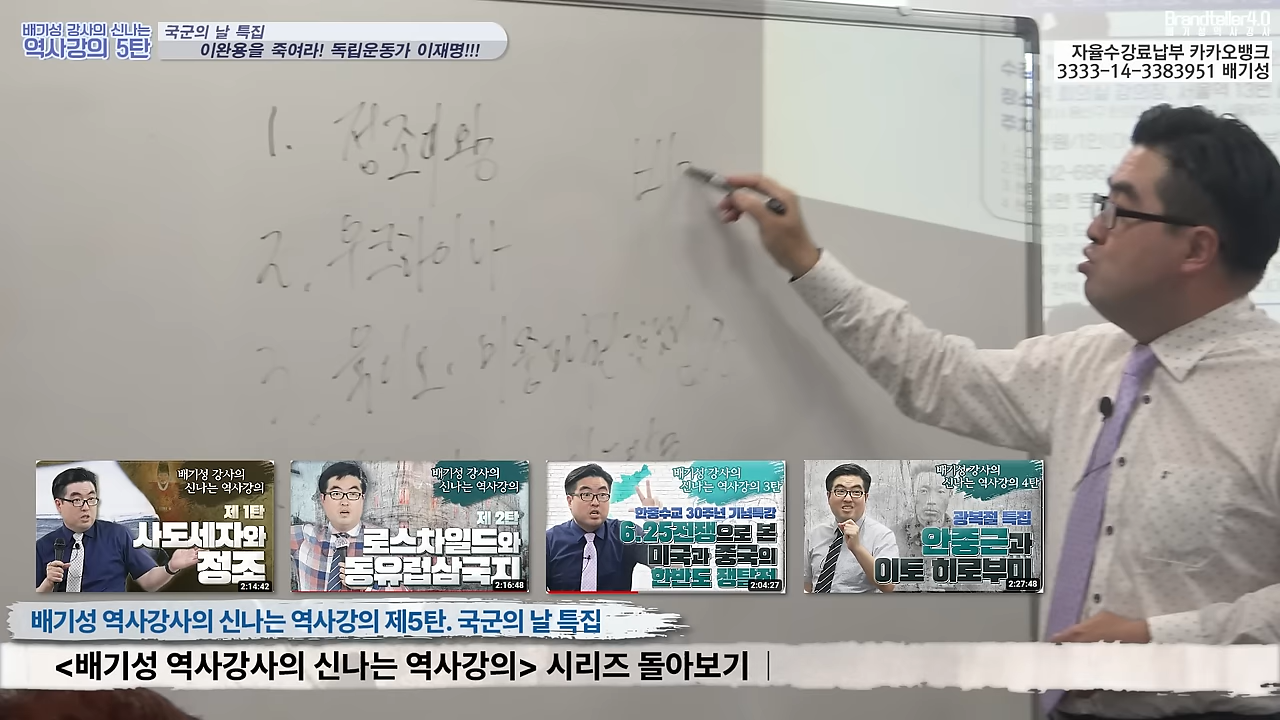 배기성 강사의 신나는
역사강의 5탄
국군의 날 특집
이완용을 죽여라! 독립운동가 이재명!!!
Brandteller4.0
배기성역사강사
자율수강료납부 카카오뱅크
3333-14-3383951 배기성
1. 정조대왕
2. 우크라이나
3. 육이오,
배기성 강사의
신나는 역사강의
제 1탄
사도세자와
정조
2:14:42
배기성 강사의
신나는 역사강의
제 2탄
로스차일드와
동유럽삼국지
2:16:48
배기성 강사의
신나는 역사강의 3탄
한중수교 30주년 기념특강
6.25전쟁으로 본
미국과 중국의
한반도 쟁탈전
2:04:27
배기성 강사의
신나는 역사강의 4탄
광복절 특집
안중근과
이토 히로부미
2:27:48
배기성 역사강사의 신나는 역사강의 제5탄. 국군의 날 특집
<배기성 역사강사의 신나는 역사강의> 시리즈 돌아보기